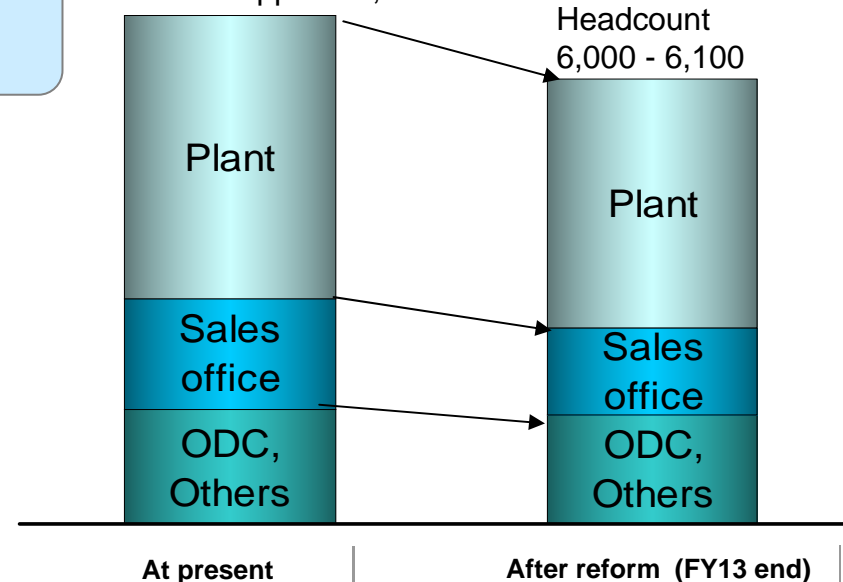 Headcount
6,000 - 6,100
Plant
Plant
Sales
office
Sales
office
ODC,
Others
ODC,
Others
At present
After reform (FY13 end)